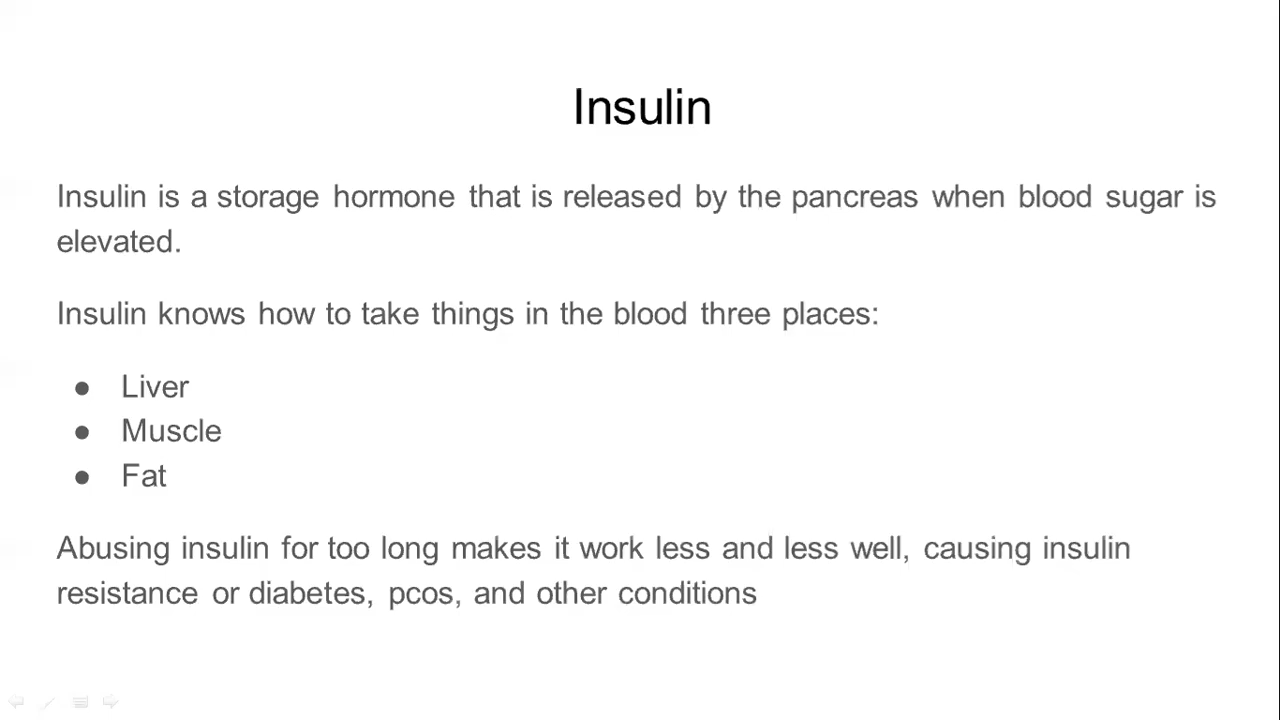 Insulin
Insulin is a storage hormone that is released by the pancreas when blood sugar is
elevated.
Insulin knows how to take things in the blood three places:
● Liver
● Muscle
● Fat
Abusing insulin for too long makes it work less and less well, causing insulin
resistance or diabetes, pcos, and other conditions